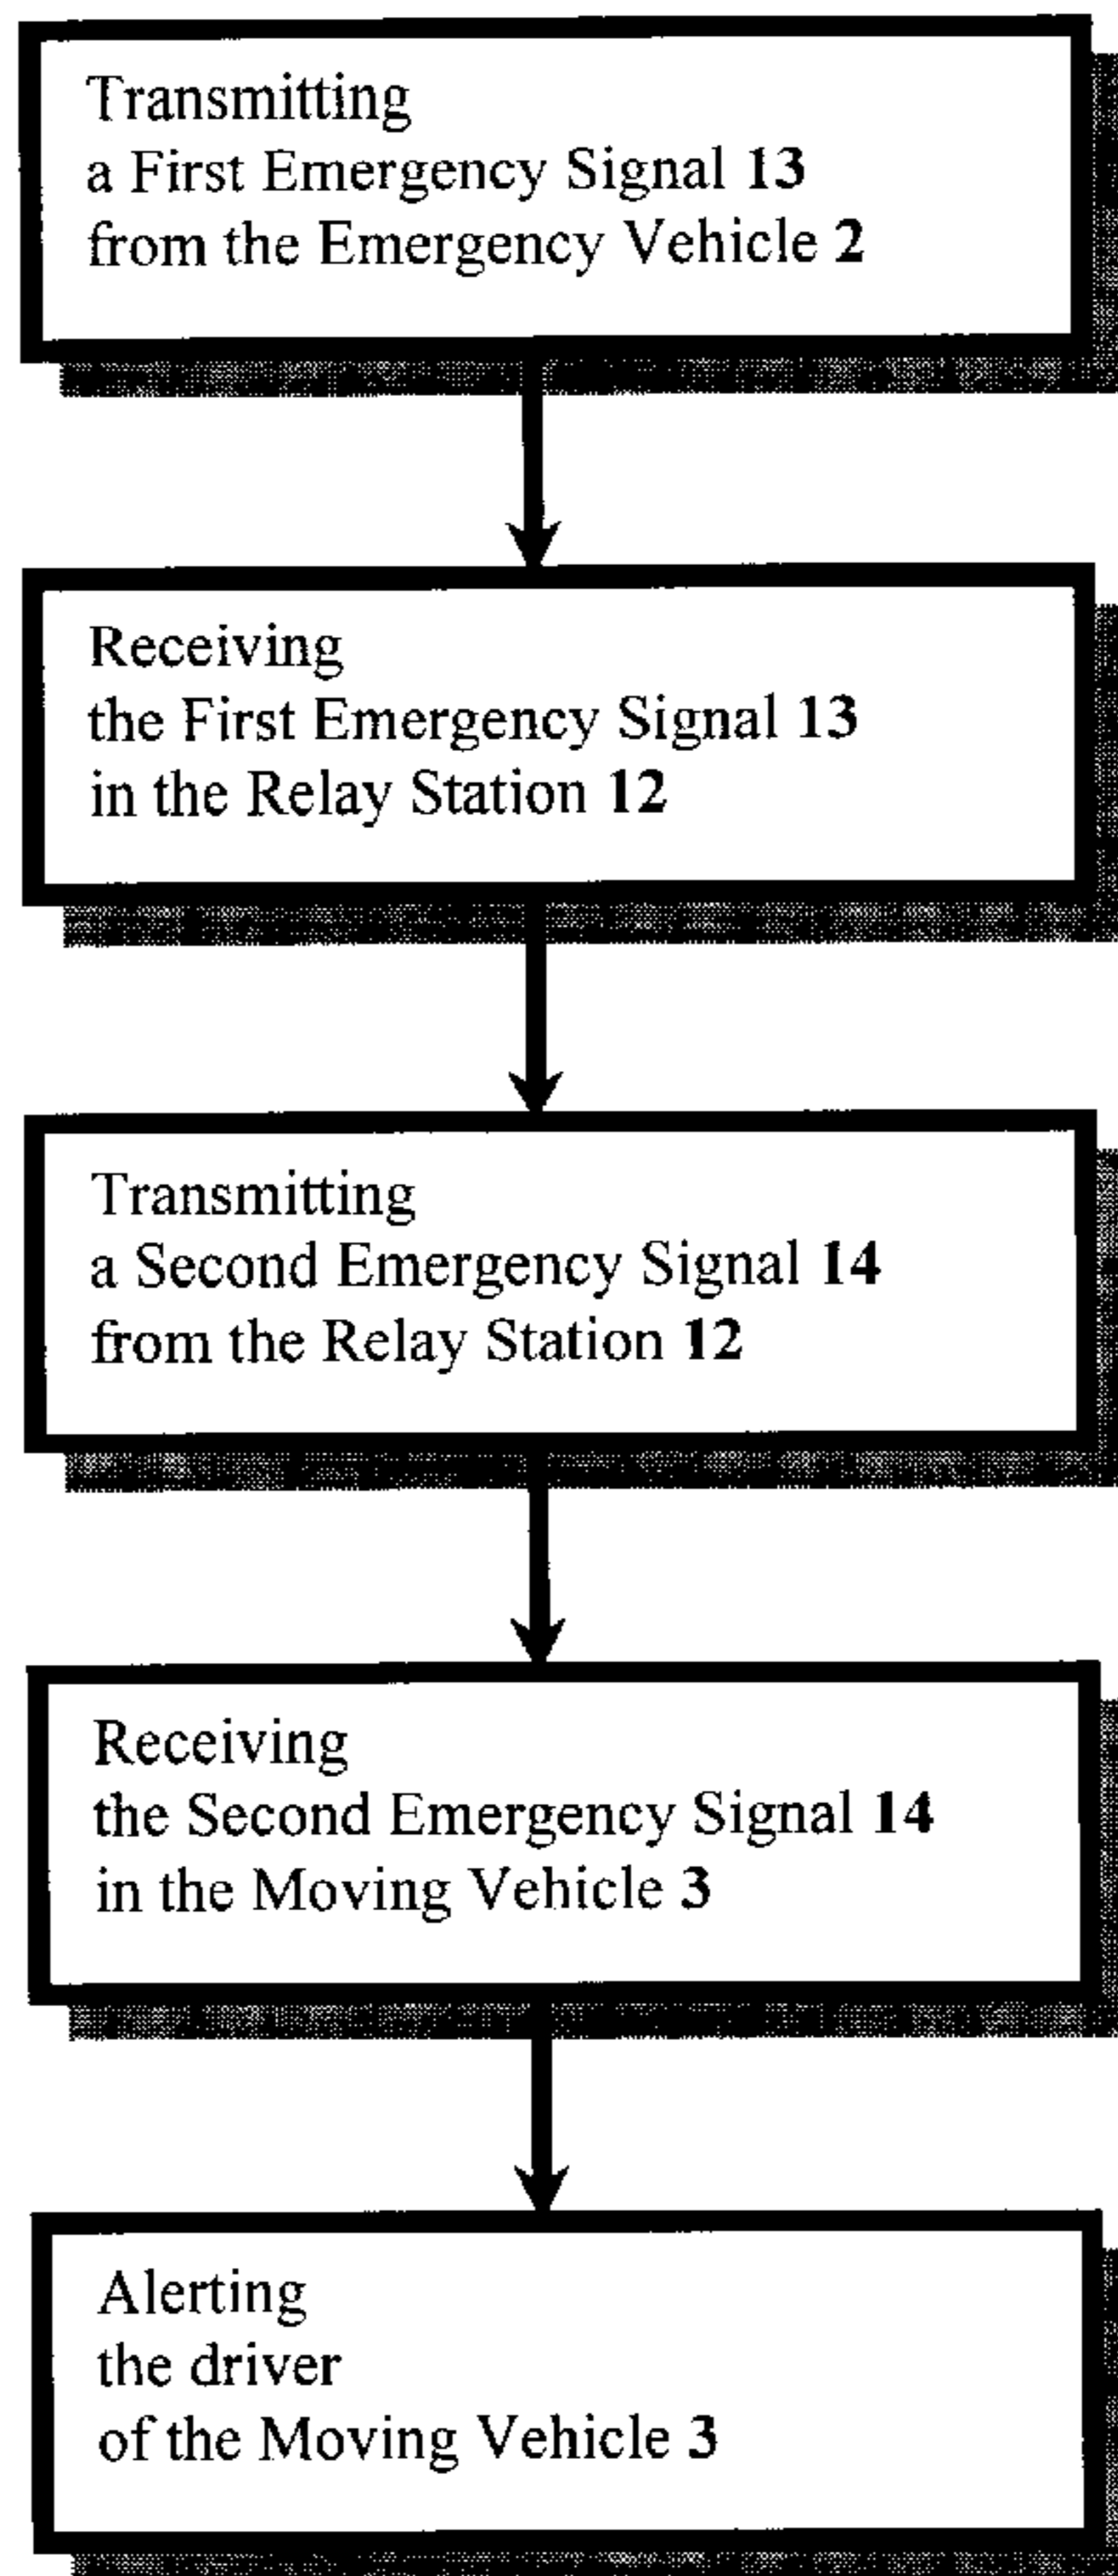 Transmitting
a First Emergency Signal 13
from the Emergency Vehicle 2
Receiving
the First Emergency Signal 13
in the Relay Station 12
Transmitting
a Second Emergency Signal 14
from the Relay Station 12
Receiving
the Second Emergency Signal 14
in the Moving Vehicle 3
Alerting
the driver
of the Moving Vehicle 3